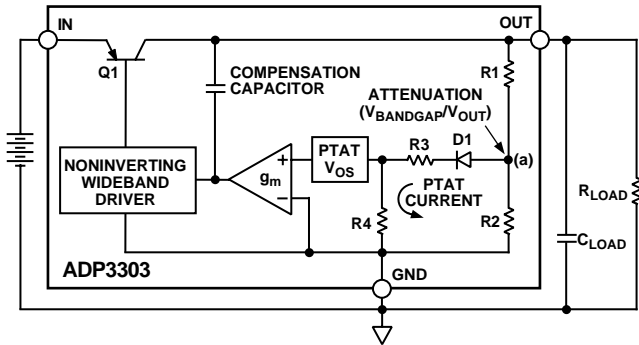 IN
OUT
Q1
COMPENSATION
CAPACITOR
ATTENUATION
(VBANDGAP/VOUT)
R1
NONINVERTING
WIDEBAND
DRIVER
gm
+
−
PTAT
VOS
R3
D1
(a)
PTAT
CURRENT
R4
R2
RLOAD
CLOAD
ADP3303
GND